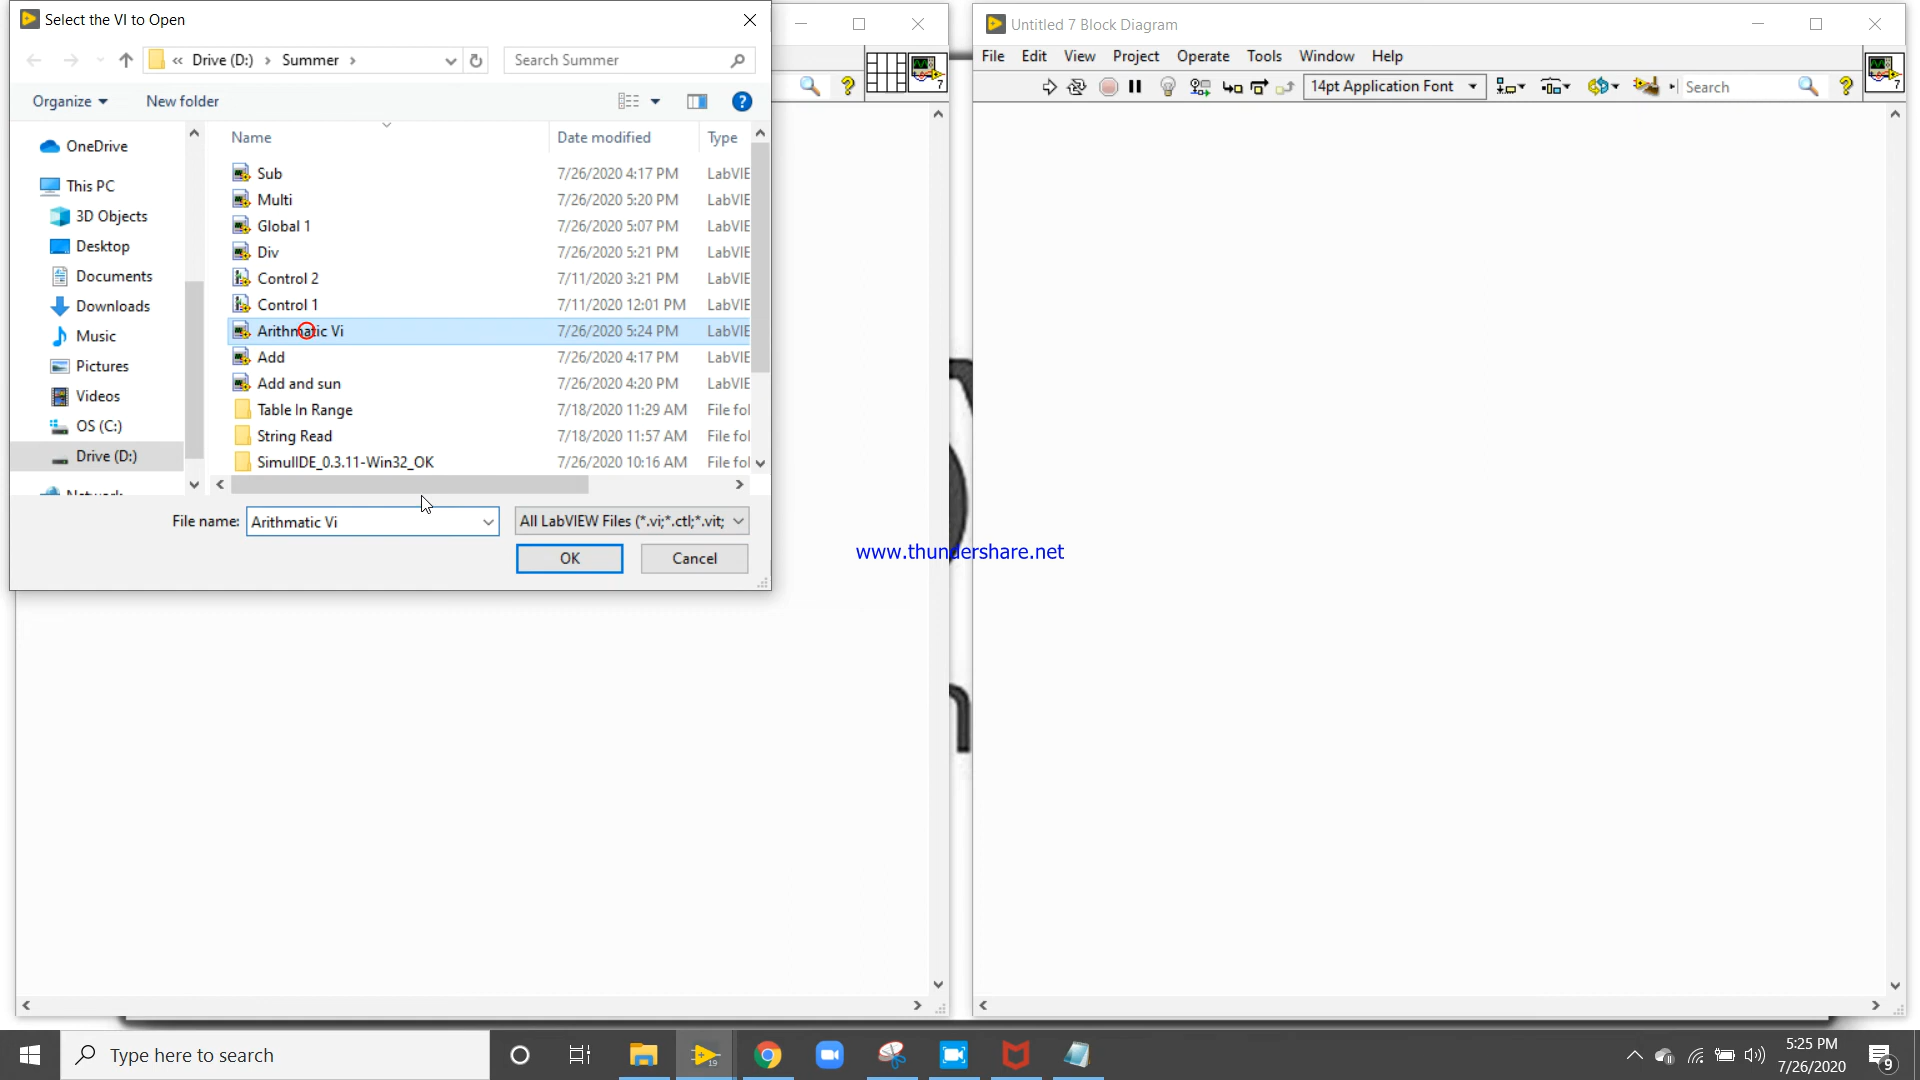 Select the VI to Open
« Drive (D:) > Summer >
Search Summer
Organize
New folder
Name
Date modified
Type
OneDrive
This PC
3D Objects
Desktop
Documents
Downloads
Music
Pictures
Videos
OS (C:)
Drive (D:)
Sub 7/26/2020 4:17 PM LabVIE
Multi 7/26/2020 5:20 PM LabVIE
Global 1 7/26/2020 5:07 PM LabVIE
Div 7/26/2020 5:21 PM LabVIE
Control 2 7/11/2020 3:21 PM LabVIE
Control 1 7/11/2020 12:01 PM LabVIE
Arithmatic Vi 7/26/2020 5:24 PM LabVIE
Add 7/26/2020 4:17 PM LabVIE
Add and sun 7/26/2020 4:20 PM LabVIE
Table In Range 7/18/2020 11:29 AM File fol
String Read 7/18/2020 11:57 AM File fol
SimulIDE_0.3.11-Win32_OK 7/26/2020 10:16 AM File fol
File name: Arithmatic Vi
All LabVIEW Files (*.vi;*.ctl;*.vit;
OK
Cancel
7
Untitled 7 Block Diagram
File Edit View Project Operate Tools Window Help
14pt Application Font
Search
7
www.thundershare.net
Type here to search
19
5:25 PM
7/26/2020
9